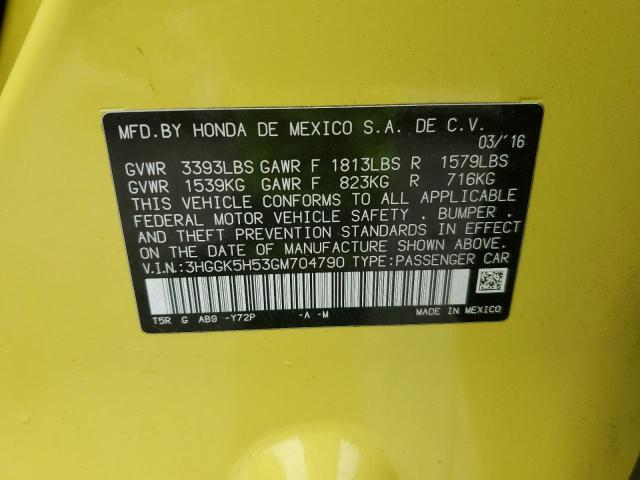 MFD.BY HONDA DE MEXICO S.A. DE C.V.
03/'16
GVWR 3393LBS GAWR F 1813LBS R 1579LBS
GVWR 1539KG GAWR F 823KG R 716KG
THIS VEHICLE CONFORMS TO ALL APPLICABLE
FEDERAL MOTOR VEHICLE SAFETY . BUMPER .
AND THEFT PREVENTION STANDARDS IN EFFECT
ON THE DATE OF MANUFACTURE SHOWN ABOVE.
V.I.N.:3HGGK5H53GM704790 TYPE:PASSENGER CAR
T5R G AB9 -Y72P -A -M MADE IN MEXICO